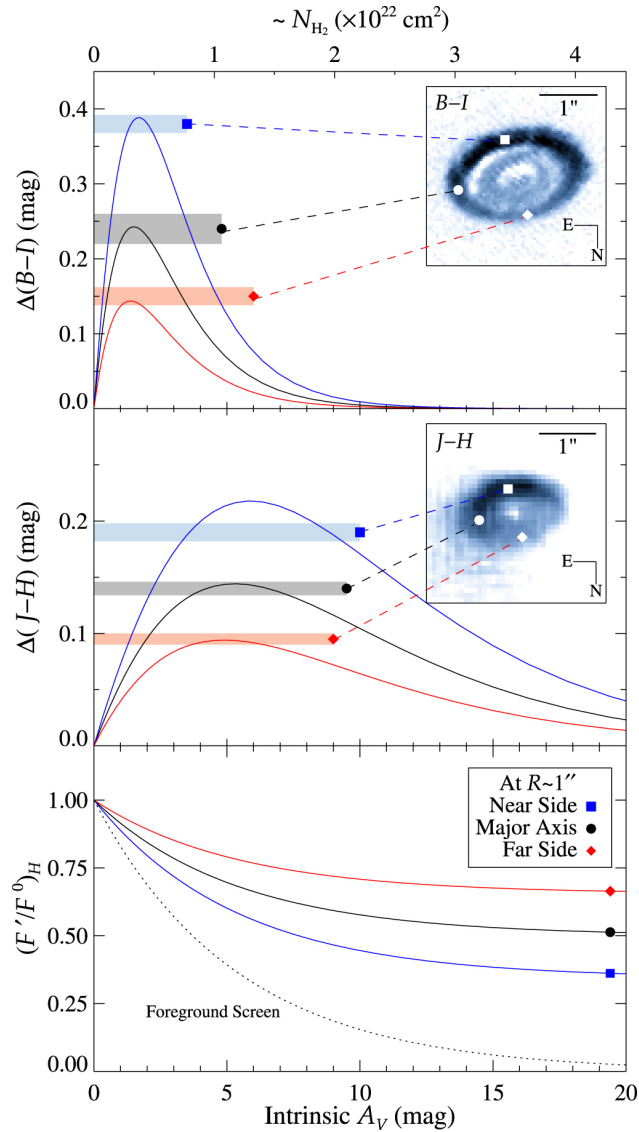 ~ N_{H_2} (×10^{22} cm^2)
0 1 2 3 4
B−I
1"
E
N
Δ(B−I) (mag)
0.4
0.3
0.2
0.1
0.0
J−H
1"
E
N
Δ(J−H) (mag)
0.2
0.1
0.0
At R~1″
Near Side
Major Axis
Far Side
(F′/F^0)_H
1.00
0.75
0.50
0.25
0.00
Foreground Screen
0 5 10 15 20
Intrinsic A_V (mag)